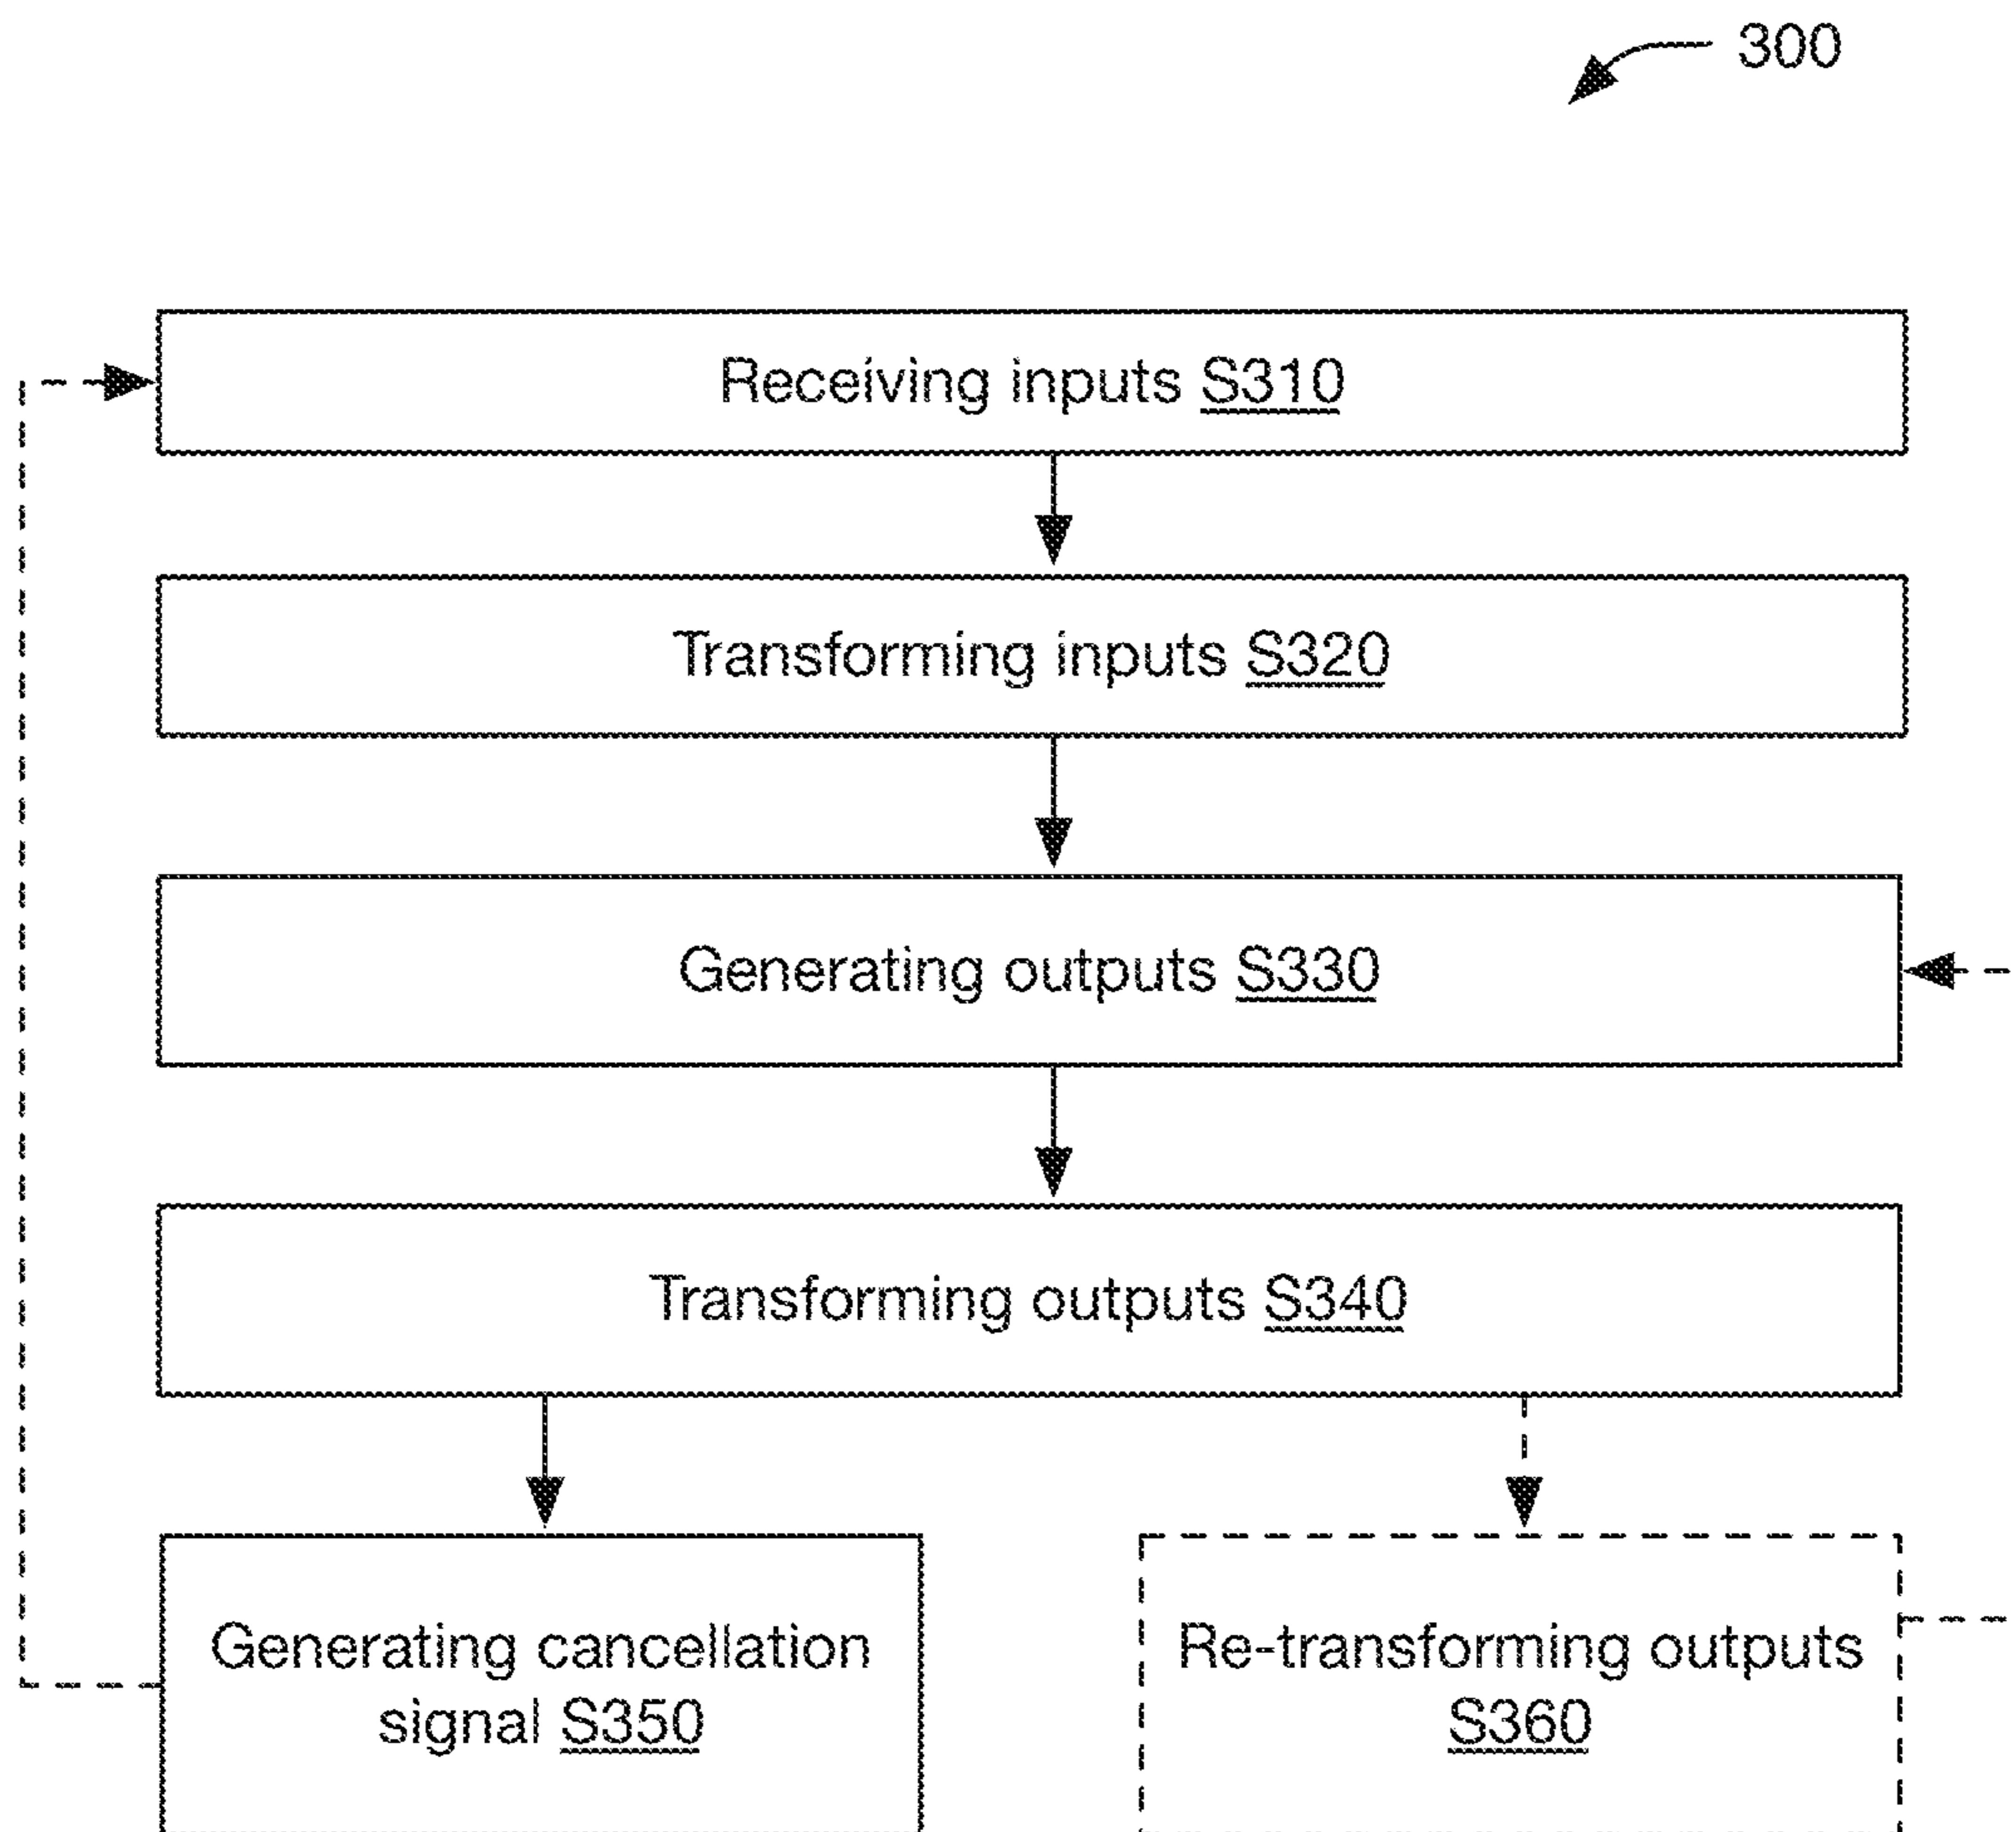 300
Receiving inputs S310
Transforming inputs S320
Generating outputs S330
Transforming outputs S340
Generating cancellation
signal S350
Re-transforming outputs
S360